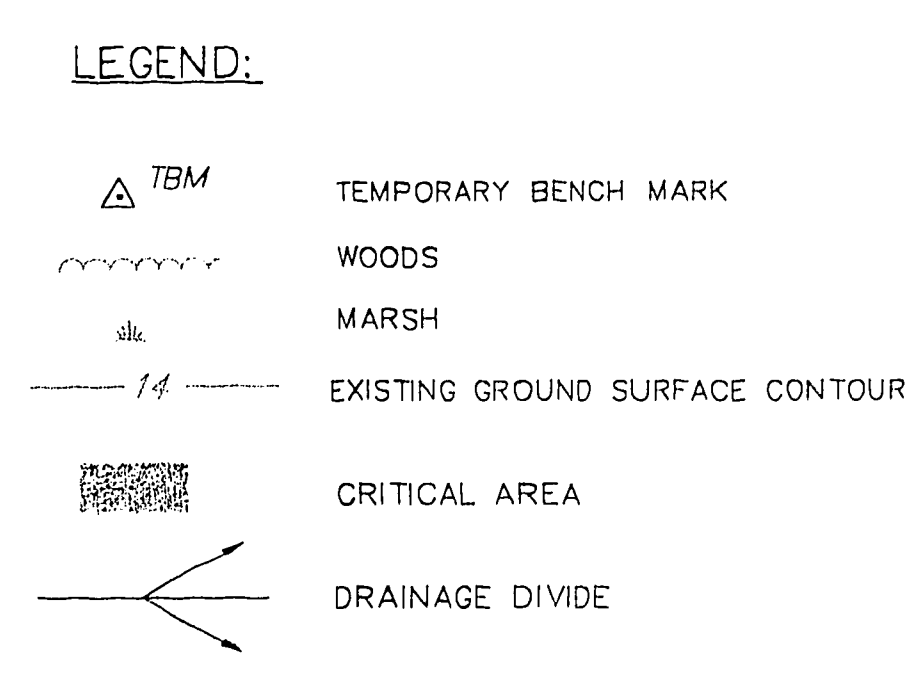 LEGEND:
TBM TEMPORARY BENCH MARK
WOODS
MARSH
14 EXISTING GROUND SURFACE CONTOUR
CRITICAL AREA
DRAINAGE DIVIDE